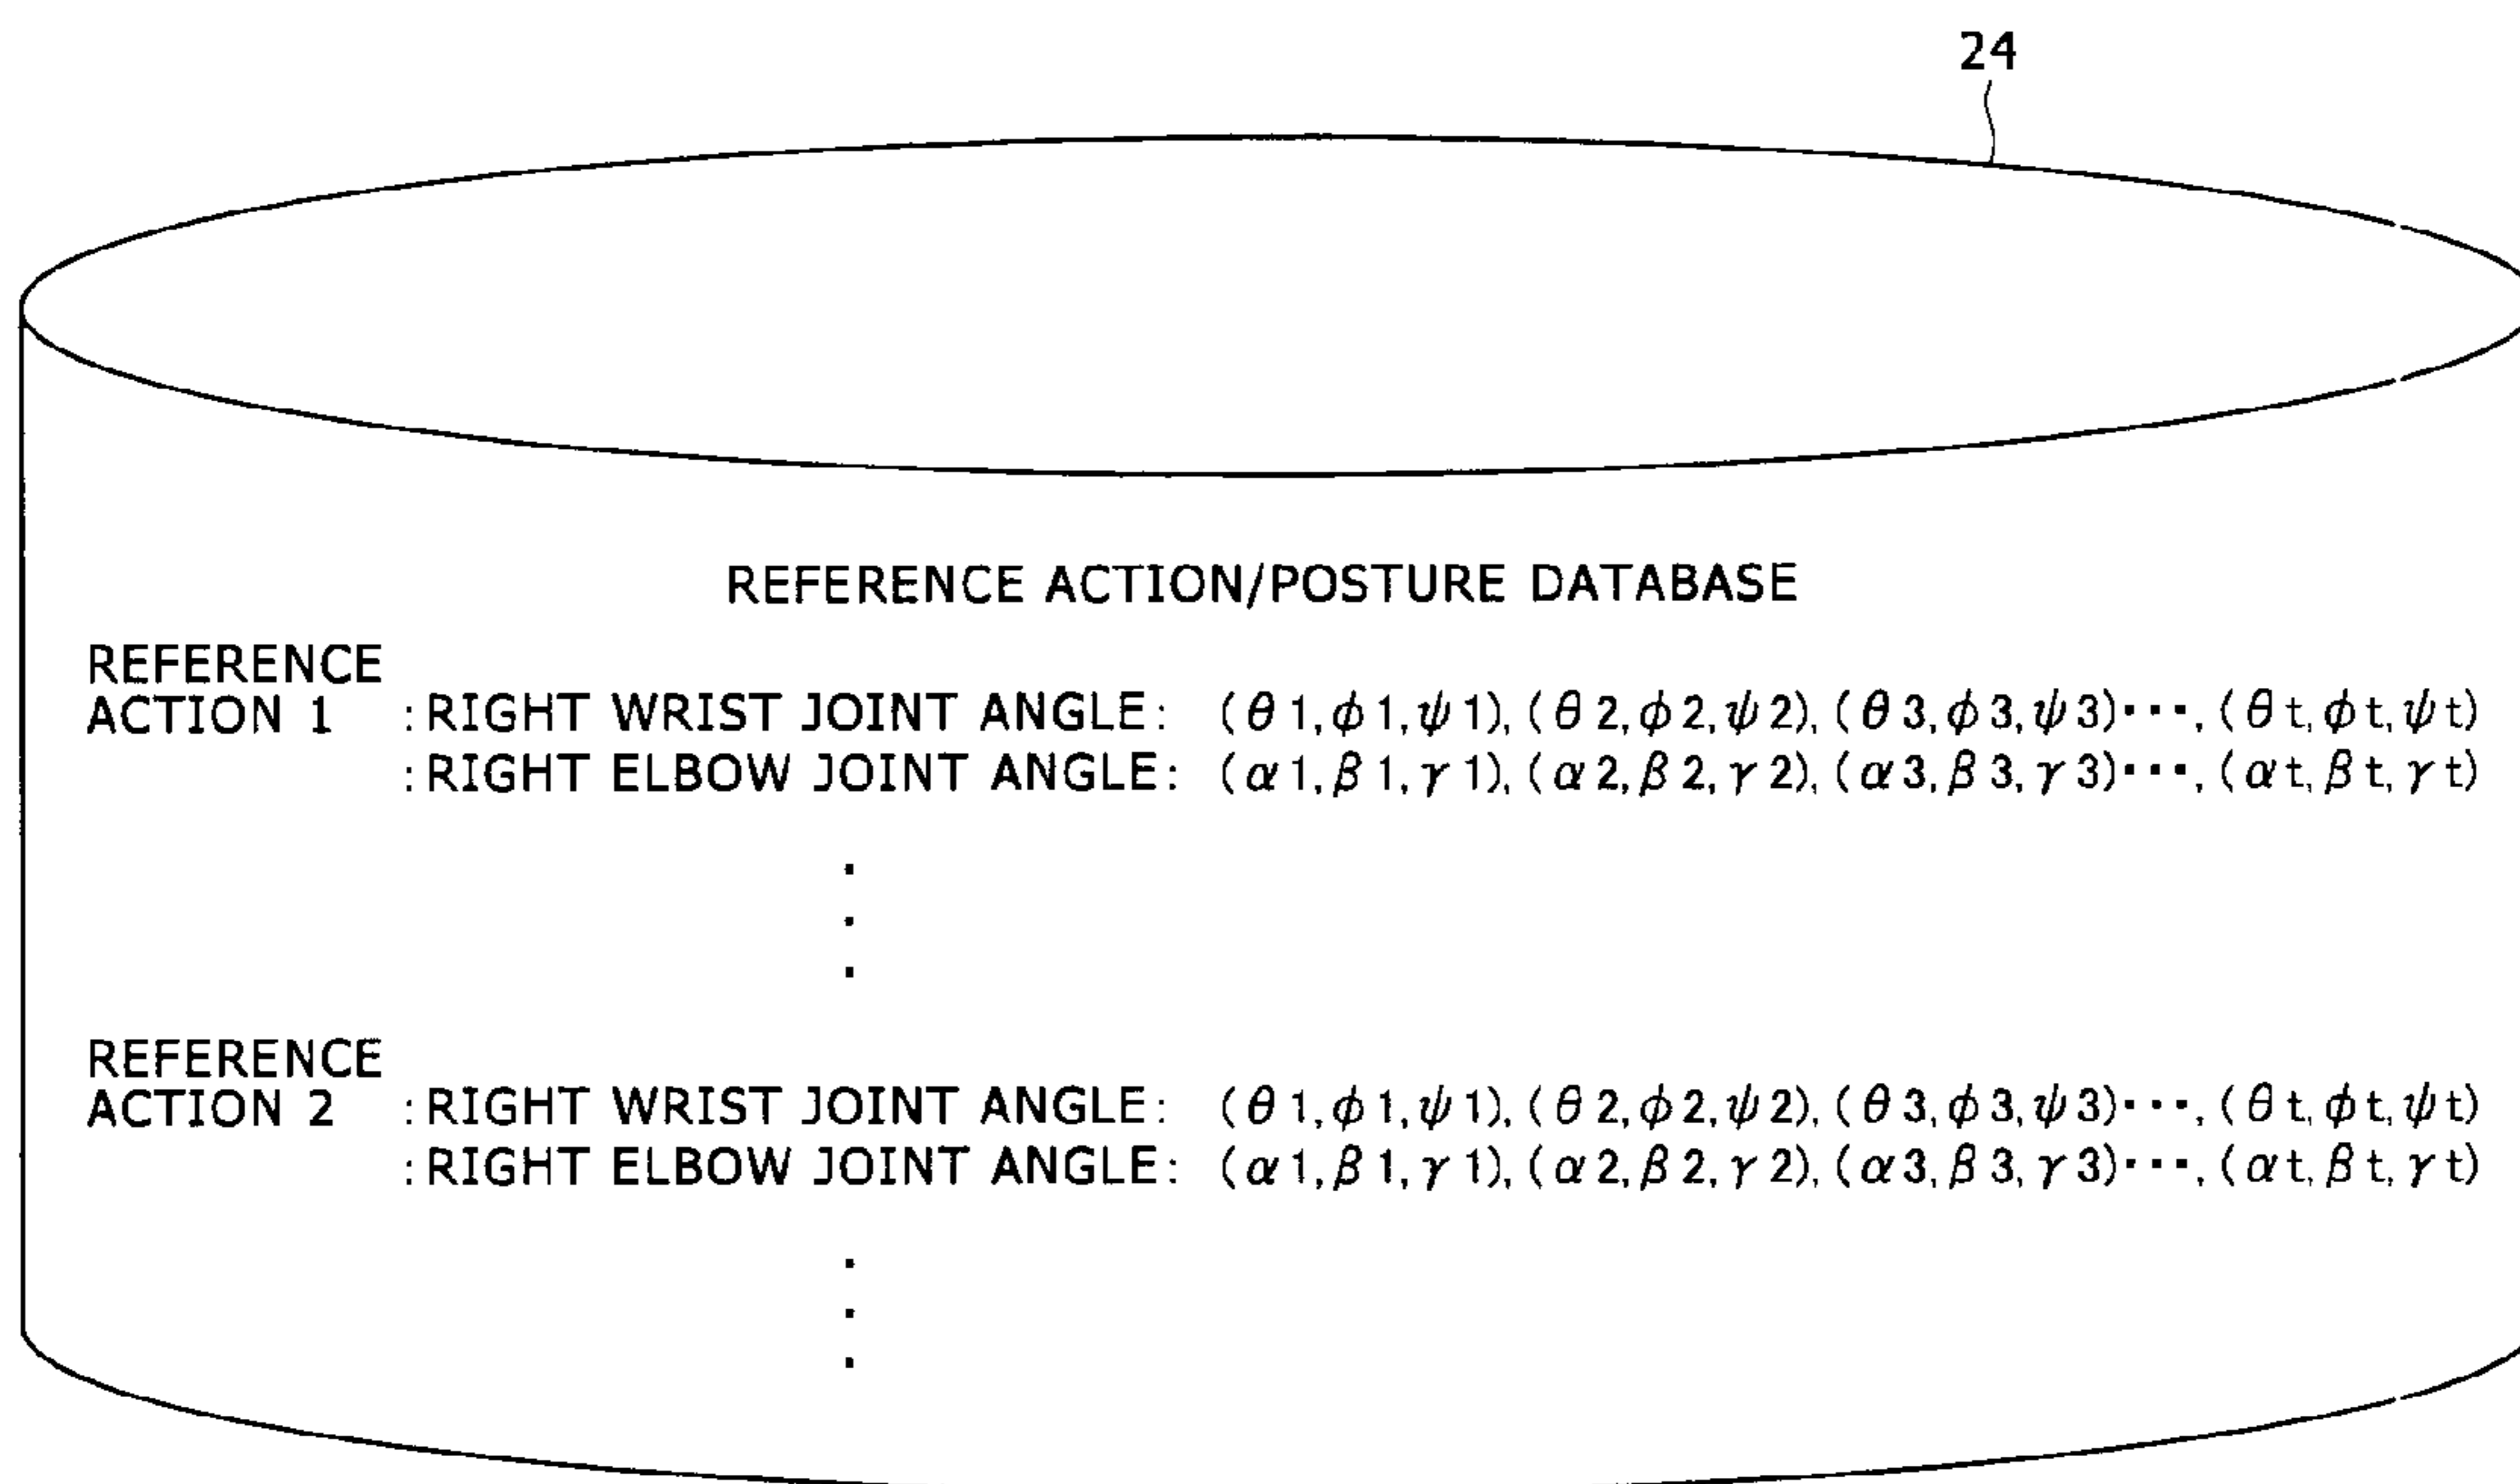 24
REFERENCE ACTION/POSTURE DATABASE
REFERENCE
ACTION 1 :RIGHT WRIST JOINT ANGLE: (θ1,ϕ1,ψ1),(θ2,ϕ2,ψ2),(θ3,ϕ3,ψ3)···,(θt,ϕt,ψt)
:RIGHT ELBOW JOINT ANGLE: (α1,β1,γ1),(α2,β2,γ2),(α3,β3,γ3)···,(αt,βt,γt)
REFERENCE
ACTION 2 :RIGHT WRIST JOINT ANGLE: (θ1,ϕ1,ψ1),(θ2,ϕ2,ψ2),(θ3,ϕ3,ψ3)···,(θt,ϕt,ψt)
:RIGHT ELBOW JOINT ANGLE: (α1,β1,γ1),(α2,β2,γ2),(α3,β3,γ3)···,(αt,βt,γt)